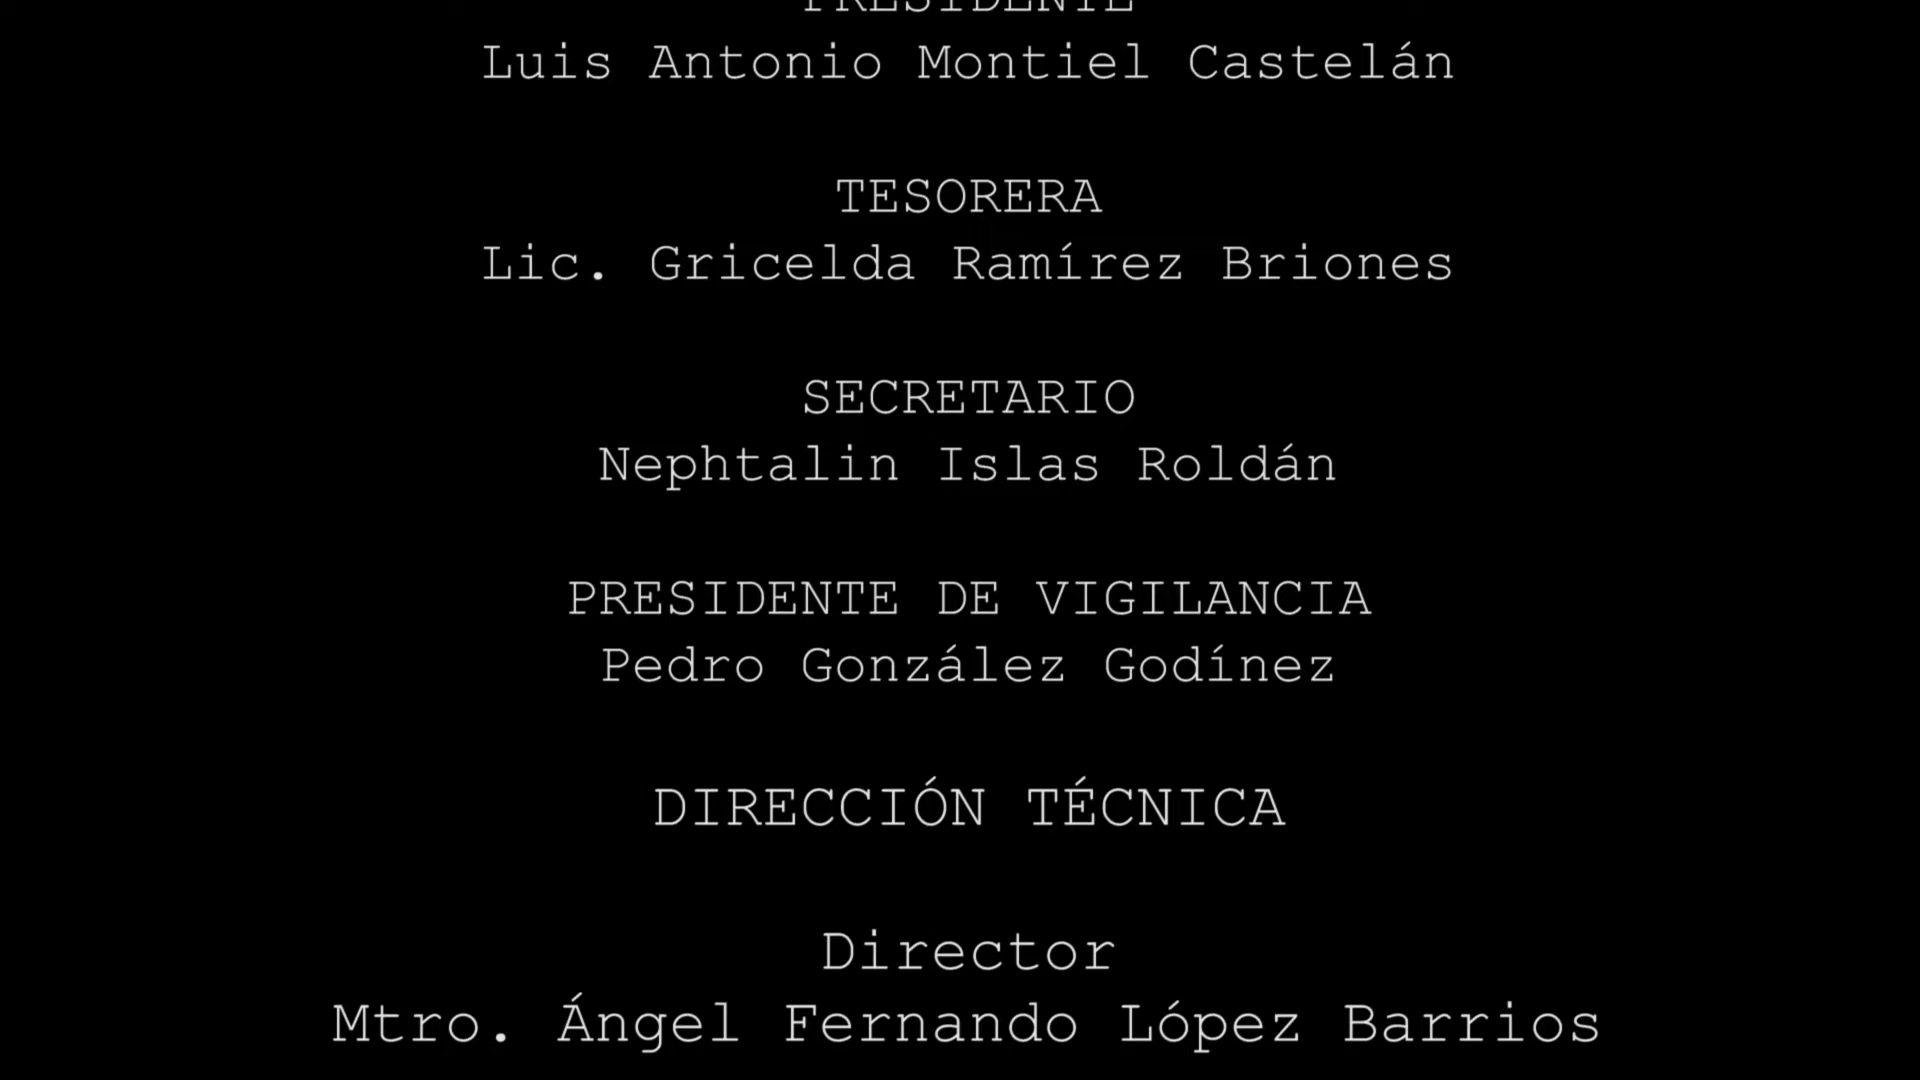 PRESIDENTE
Luis Antonio Montiel Castelán
TESORERA
Lic. Gricelda Ramírez Briones
SECRETARIO
Nephtalin Islas Roldán
PRESIDENTE DE VIGILANCIA
Pedro González Godínez
DIRECCIÓN TÉCNICA
Director
Mtro. Ángel Fernando López Barrios